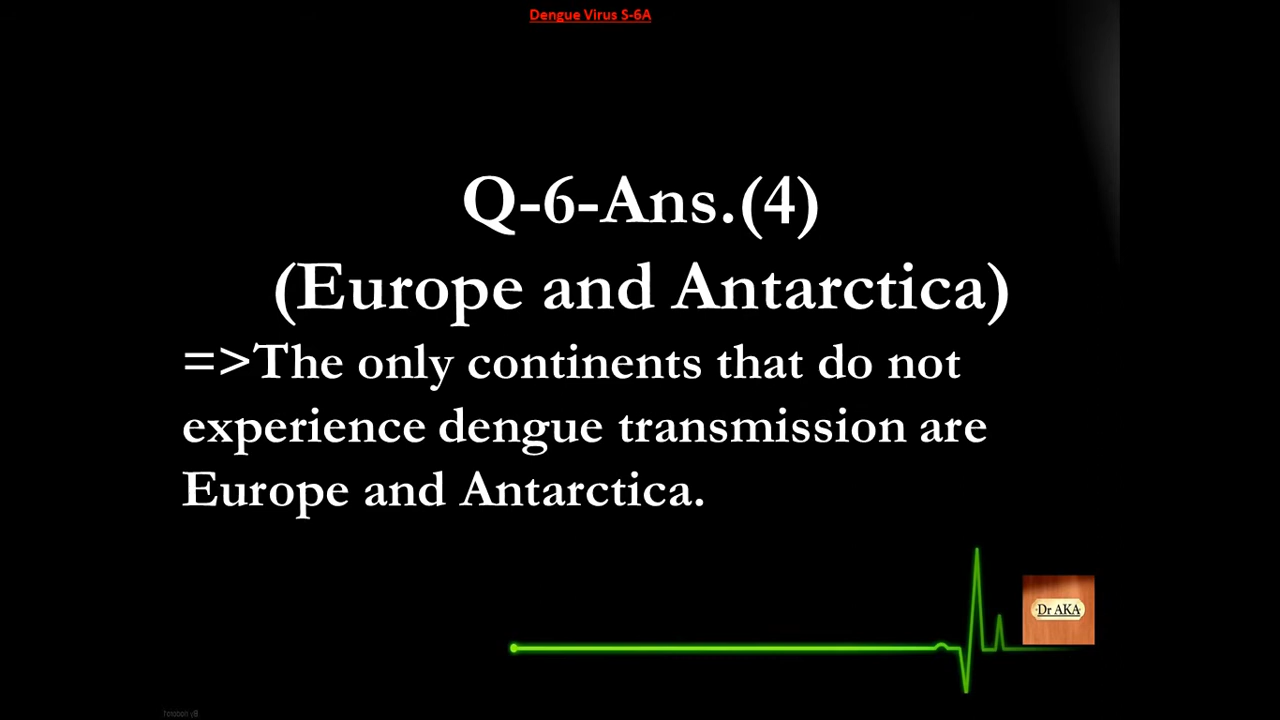 Dengue Virus S-6A
Q-6-Ans.(4)
(Europe and Antarctica)
=>The only continents that do not
experience dengue transmission are
Europe and Antarctica.
Dr AKA